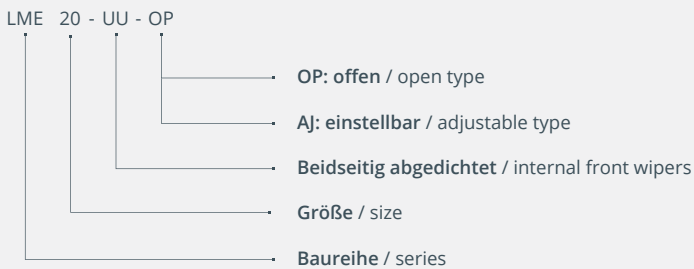 LME 20 - UU - OP
OP: offen / open type
AJ: einstellbar / adjustable type
Beidseitig abgedichtet / internal front wipers
Größe / size
Baureihe / series